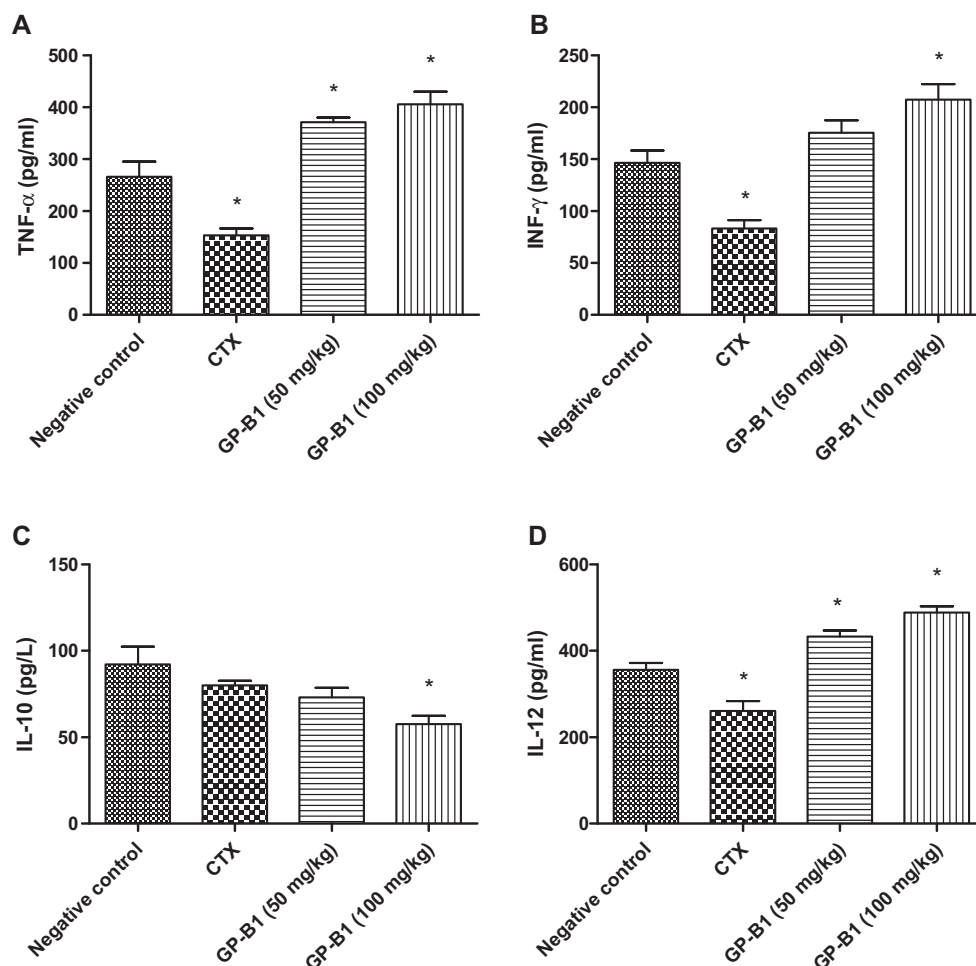 A
TNF-α (pg/ml)
500
400
300
200
100
0
*
*
*
Negative control
CTX
GP-B1 (50 mg/kg)
GP-B1 (100 mg/kg)
B
INF-γ (pg/ml)
250
200
150
100
50
0
*
*
Negative control
CTX
GP-B1 (50 mg/kg)
GP-B1 (100 mg/kg)
C
IL-10 (pg/L)
150
100
50
0
*
Negative control
CTX
GP-B1 (50 mg/kg)
GP-B1 (100 mg/kg)
D
IL-12 (pg/ml)
600
400
200
0
*
*
*
Negative control
CTX
GP-B1 (50 mg/kg)
GP-B1 (100 mg/kg)